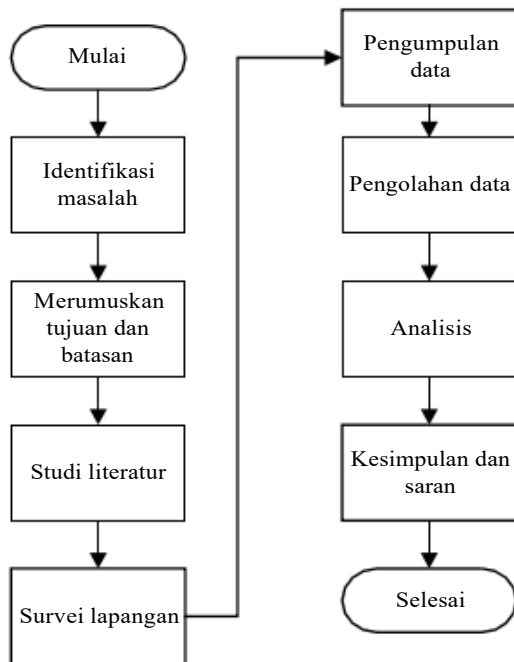 Mulai
Identifikasi
masalah
Merumuskan
tujuan dan
batasan
Studi literatur
Survei lapangan
Pengumpulan
data
Pengolahan data
Analisis
Kesimpulan dan
saran
Selesai